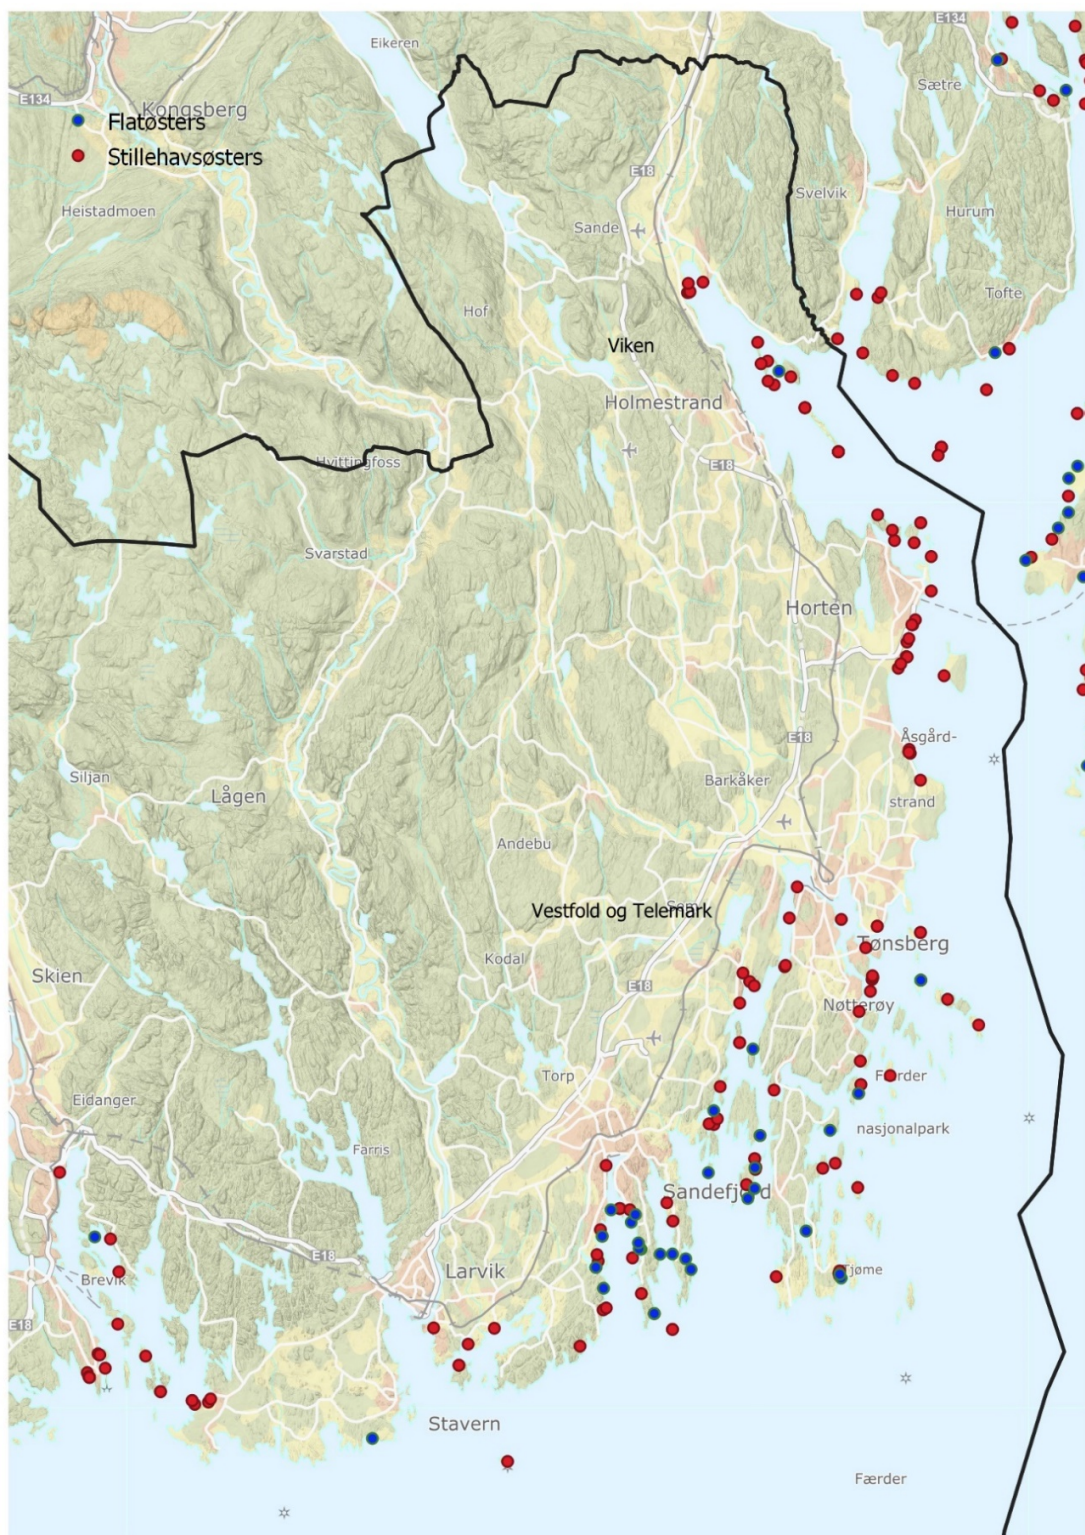 Eikeren
E134
E134
Kongsberg
Flatøsters
Stillehavsøsters
Sætre
E18
Svelvik
Heistadmoen
Sande
Hurum
Tofte
Hof
Viken
Holmestrand
Hvittingfoss
E18
Svarstad
Horten
E18
Åsgård-
Siljan
Barkåker
Lågen
strand
Andebu
Sem
Vestfold og Telemark
Tønsberg
Kodal
Skien
E18
Nøtterøy
Torp
Færder
Eidanger
nasjonalpark
Farris
Sandefjord
E18
Larvik
Tjøme
Brevik
E18
Stavern
Færder